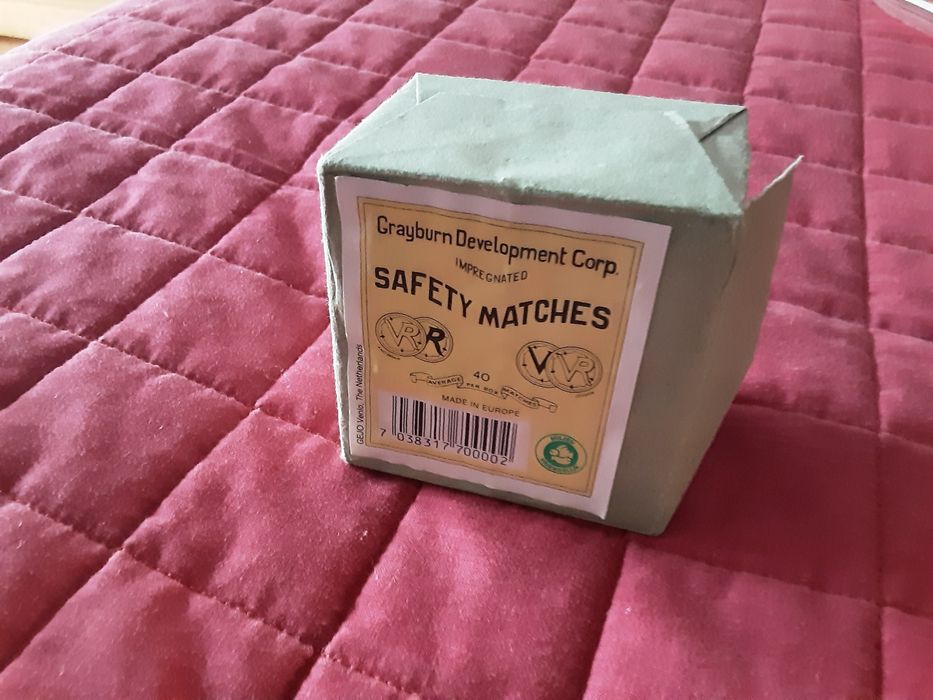 Grayburn Development Corp.
IMPREGNATED
SAFETY MATCHES
VR R
V VR
40
AVERAGE PER BOX MATCHES
MADE IN EUROPE
7 038317 700002
GEJO Venlo, The Netherlands